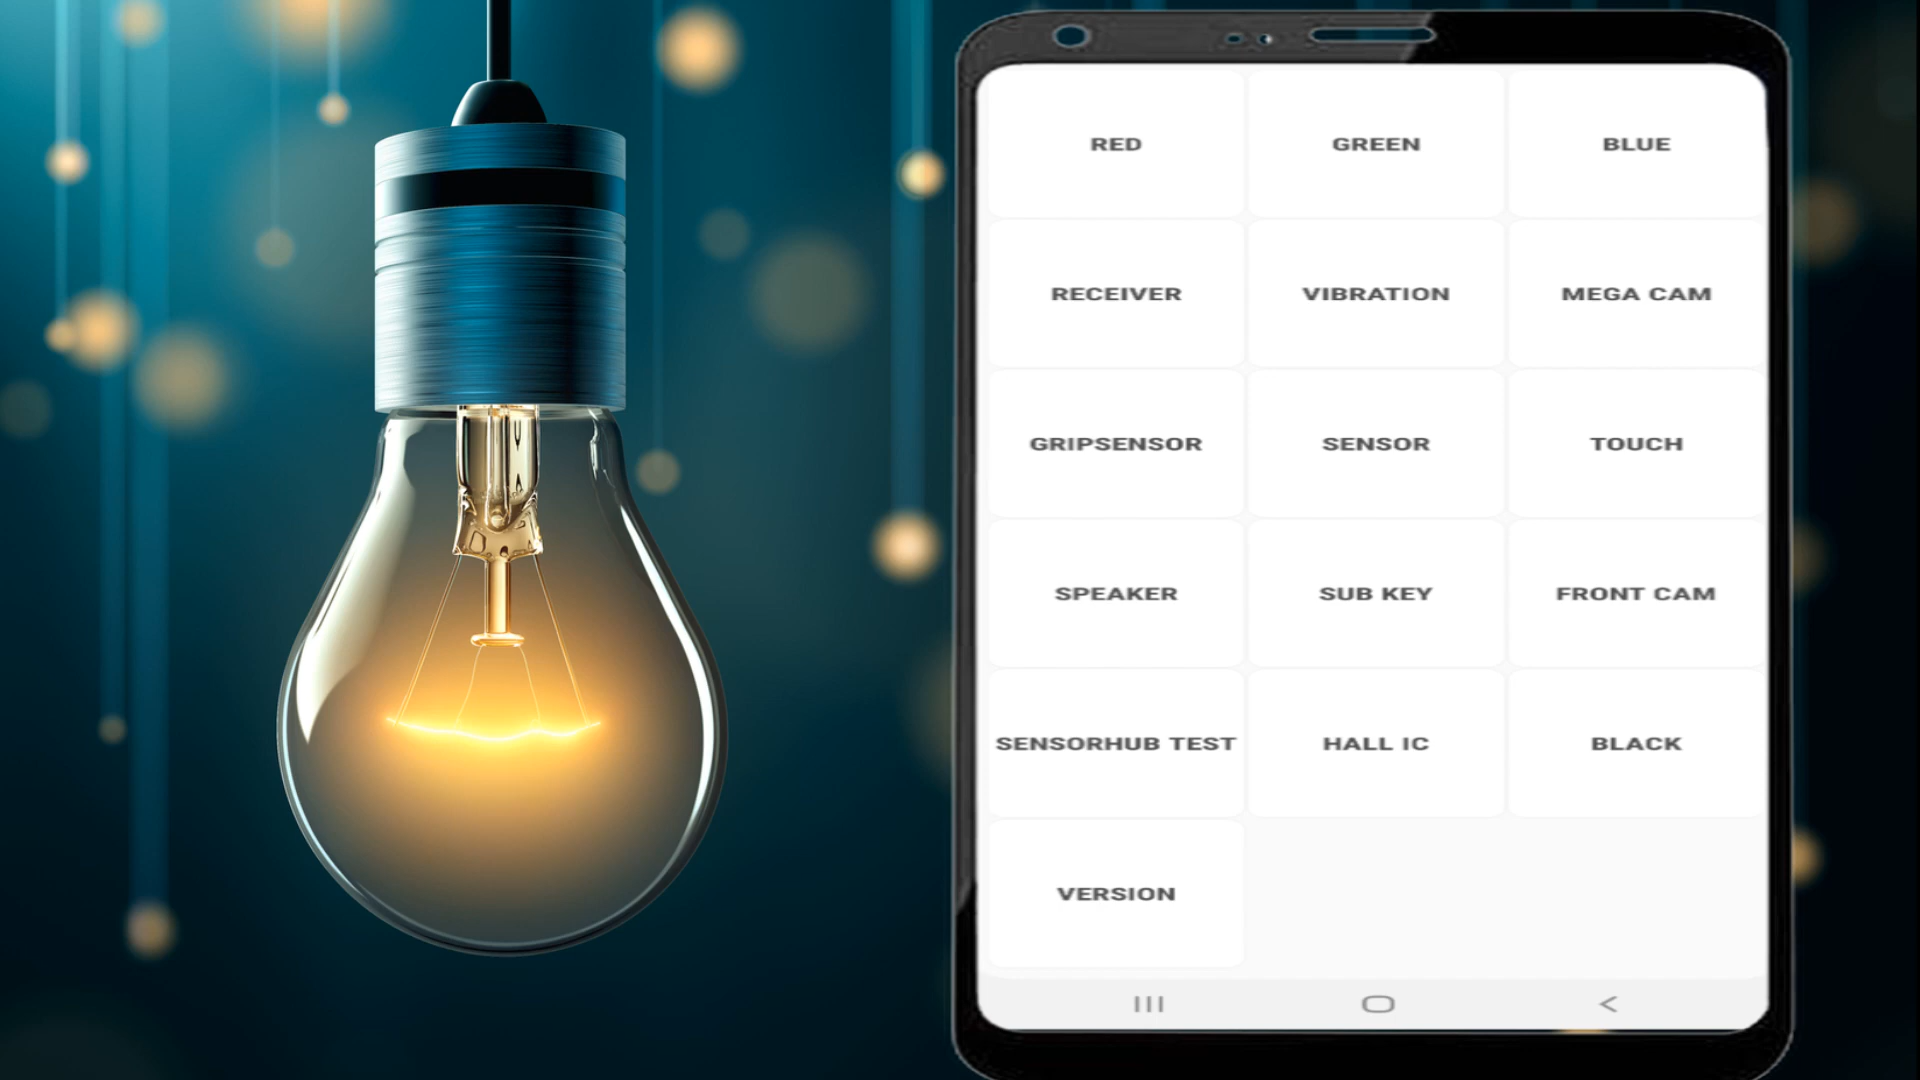 RED GREEN BLUE
RECEIVER VIBRATION MEGA CAM
GRIPSENSOR SENSOR TOUCH
SPEAKER SUB KEY FRONT CAM
SENSORHUB TEST HALL IC BLACK
VERSION